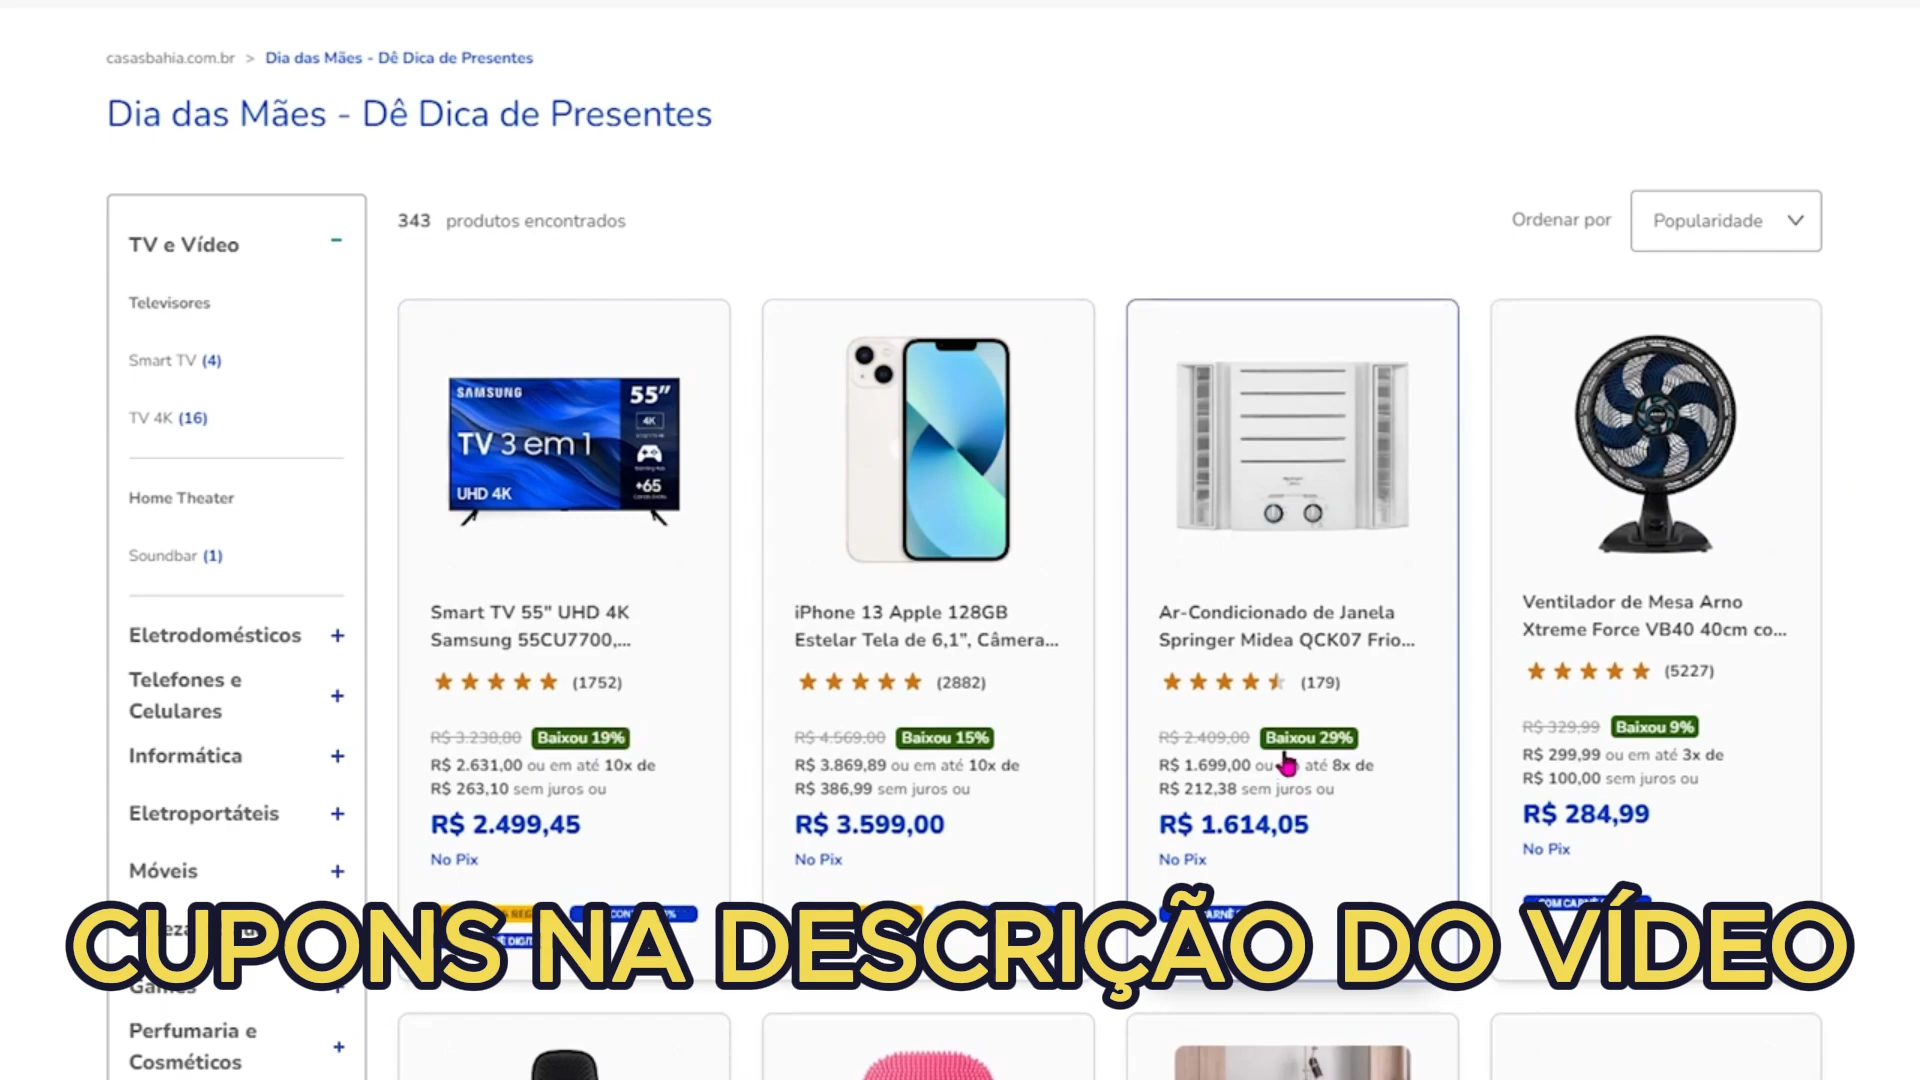 casasbahia.com.br > Dia das Mães - Dê Dica de Presentes
Dia das Mães - Dê Dica de Presentes
343 produtos encontrados
Ordenar por
Popularidade
TV e Vídeo
Televisores
Smart TV (4)
TV 4K (16)
Home Theater
Soundbar (1)
Eletrodomésticos +
Telefones e
Celulares +
Informática +
Eletroportáteis +
Móveis +
Games
Perfumaria e
Cosméticos +
SAMSUNG
55"
4K
TV 3 em 1
UHD 4K
+65
Smart TV 55" UHD 4K
Samsung 55CU7700,...
(1752)
R$ 3.238,80 Baixou 19%
R$ 2.631,00 ou em até 10x de
R$ 263,10 sem juros ou
R$ 2.499,45
No Pix
iPhone 13 Apple 128GB
Estelar Tela de 6,1”, Câmera...
(2882)
R$ 4.569,00 Baixou 15%
R$ 3.869,89 ou em até 10x de
R$ 386,99 sem juros ou
R$ 3.599,00
No Pix
Ar-Condicionado de Janela
Springer Midea QCK07 Frio...
(179)
R$ 2.409,00 Baixou 29%
R$ 1.699,00 ou até 8x de
R$ 212,38 sem juros ou
R$ 1.614,05
No Pix
Ventilador de Mesa Arno
Xtreme Force VB40 40cm co...
(5227)
R$ 329,99 Baixou 9%
R$ 299,99 ou em até 3x de
R$ 100,00 sem juros ou
R$ 284,99
No Pix
CUPONS NA DESCRIÇÃO DO VÍDEO